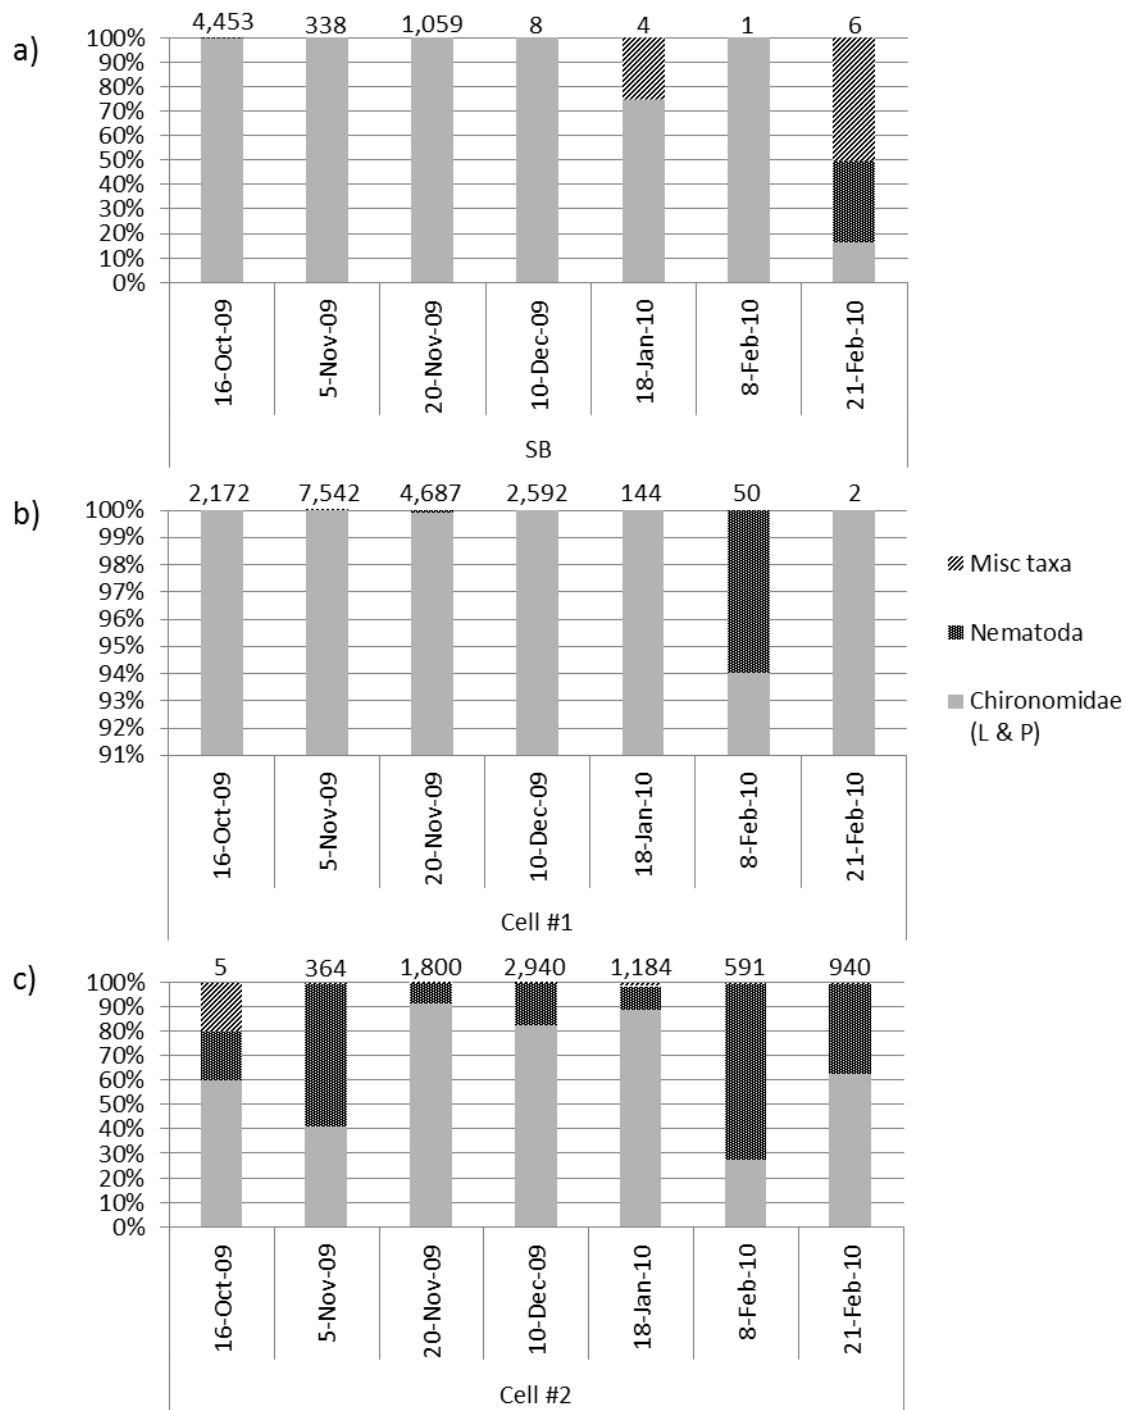 a)
4,453 338 1,059 8 4 1 6
100%
90%
80%
70%
60%
50%
40%
30%
20%
10%
0%
16-Oct-09
5-Nov-09
20-Nov-09
10-Dec-09
18-Jan-10
8-Feb-10
21-Feb-10
SB
b)
2,172 7,542 4,687 2,592 144 50 2
100%
99%
98%
97%
96%
95%
94%
93%
92%
91%
16-Oct-09
5-Nov-09
20-Nov-09
10-Dec-09
18-Jan-10
8-Feb-10
21-Feb-10
Cell #1
Misc taxa
Nematoda
Chironomidae
(L & P)
c)
5 364 1,800 2,940 1,184 591 940
100%
90%
80%
70%
60%
50%
40%
30%
20%
10%
0%
16-Oct-09
5-Nov-09
20-Nov-09
10-Dec-09
18-Jan-10
8-Feb-10
21-Feb-10
Cell #2